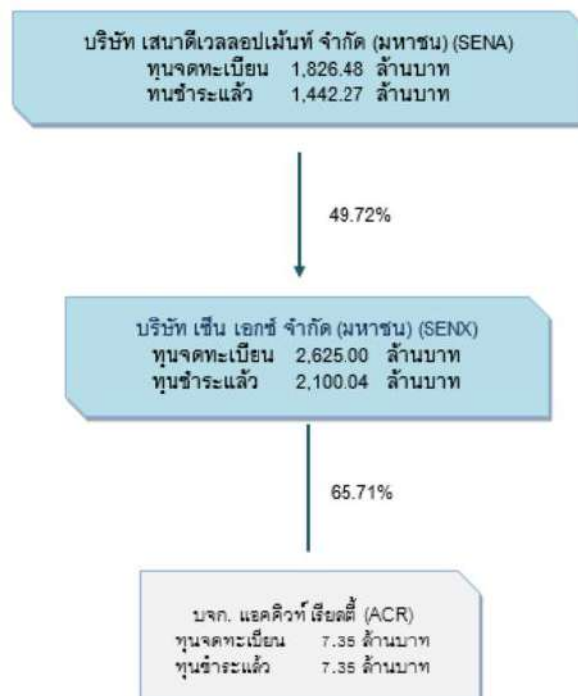 บริษัท เสนาดีเวลลอปเม้นท์ จำกัด (มหาชน) (SENA)
ทุนจดทะเบียน 1,826.48 ล้านบาท
ทุนชำระแล้ว 1,442.27 ล้านบาท
49.72%
บริษัท เซ็น เอกซ์ จำกัด (มหาชน) (SENX)
ทุนจดทะเบียน 2,625.00 ล้านบาท
ทุนชำระแล้ว 2,100.04 ล้านบาท
65.71%
บจก. แอคคิวท์ เรียลตี้ (ACR)
ทุนจดทะเบียน 7.35 ล้านบาท
ทุนชำระแล้ว 7.35 ล้านบาท